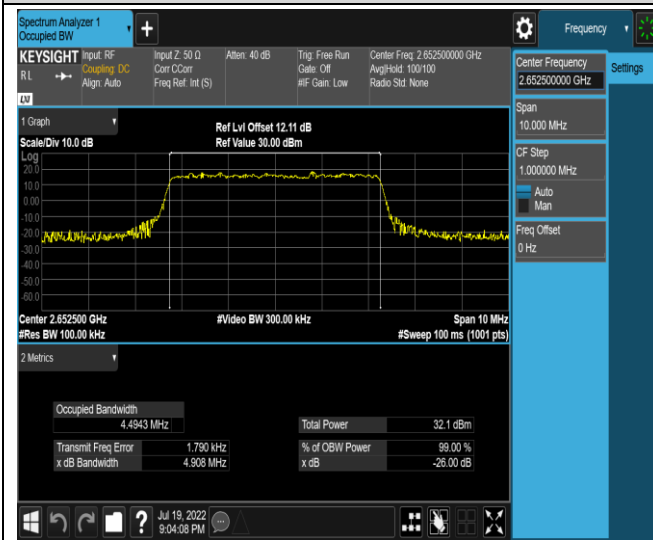 Spectrum Analyzer 1
Occupied BW
+
Frequency
KEYSIGHT
RL
LXI
Input: RF
Coupling: DC
Align: Auto
Input Z: 50 Ω
Corr CCorr
Freq Ref: Int (S)
Atten: 40 dB
Trig: Free Run
Gate: Off
#IF Gain: Low
Center Freq: 2.652500000 GHz
Avg|Hold: 100/100
Radio Std: None
Center Frequency
2.652500000 GHz
Settings
Span
10.000 MHz
CF Step
1.000000 MHz
Auto
Man
Freq Offset
0 Hz
1 Graph
Scale/Div 10.0 dB
Ref Lvl Offset 12.11 dB
Ref Value 30.00 dBm
Log
20.0
10.0
0.00
-10.0
-20.0
-30.0
-40.0
-50.0
-60.0
Center 2.652500 GHz
#Video BW 300.00 kHz
Span 10 MHz
#Res BW 100.00 kHz
#Sweep 100 ms (1001 pts)
2 Metrics
Occupied Bandwidth
4.4943 MHz
Total Power 32.1 dBm
Transmit Freq Error 1.790 kHz
% of OBW Power 99.00 %
x dB Bandwidth 4.908 MHz
x dB -26.00 dB
?
Jul 19, 2022
9:04:08 PM